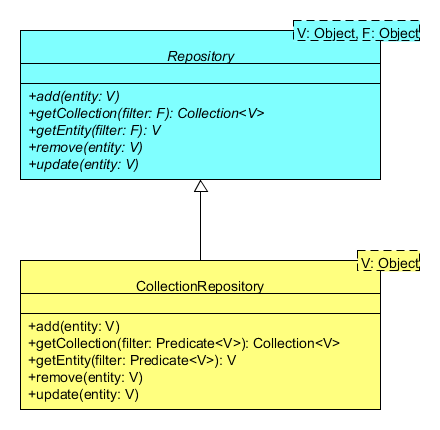 V: Object, F: Object
Repository
+add(entity: V)
+getCollection(filter: F): Collection<V>
+getEntity(filter: F): V
+remove(entity: V)
+update(entity: V)
V: Object
CollectionRepository
+add(entity: V)
+getCollection(filter: Predicate<V>): Collection<V>
+getEntity(filter: Predicate<V>): V
+remove(entity: V)
+update(entity: V)